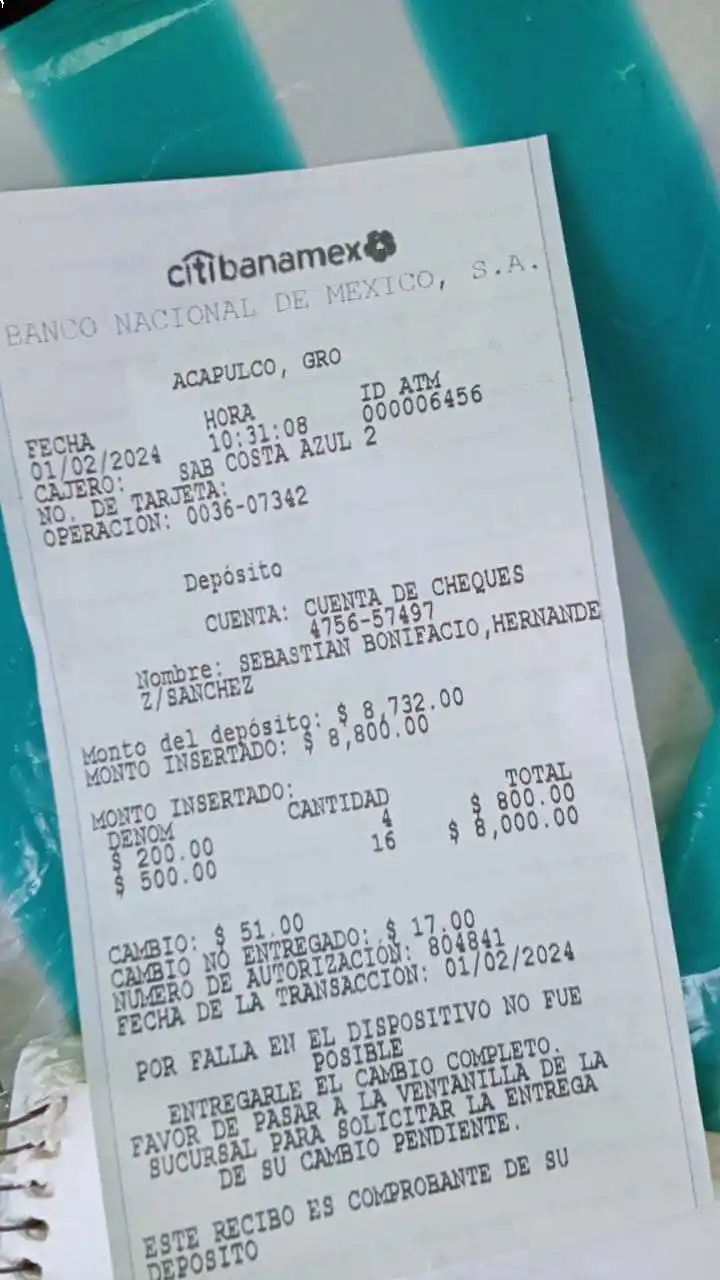 citibanamex
BANCO NACIONAL DE MEXICO, S.A.
ACAPULCO, GRO
FECHA HORA ID ATM
01/02/2024 10:31:08 000006456
CAJERO: SAB COSTA AZUL 2
NO. DE TARJETA:
OPERACION: 0036-07342
Depósito
CUENTA: CUENTA DE CHEQUES
4756-57497
Nombre: SEBASTIAN BONIFACIO,HERNANDE
Z/SANCHEZ
Monto del depósito: $ 8,732.00
MONTO INSERTADO: $ 8,800.00
MONTO INSERTADO:
DENOM CANTIDAD TOTAL
$ 200.00 4 $ 800.00
$ 500.00 16 $ 8,000.00
CAMBIO: $ 51.00
CAMBIO NO ENTREGADO: $ 17.00
NUMERO DE AUTORIZACIÓN: 804841
FECHA DE LA TRANSACCION: 01/02/2024
POR FALLA EN EL DISPOSITIVO NO FUE
POSIBLE
ENTREGARLE EL CAMBIO COMPLETO.
FAVOR DE PASAR A LA VENTANILLA DE LA
SUCURSAL PARA SOLICITAR LA ENTREGA
DE SU CAMBIO PENDIENTE.
ESTE RECIBO ES COMPROBANTE DE SU
DEPOSITO